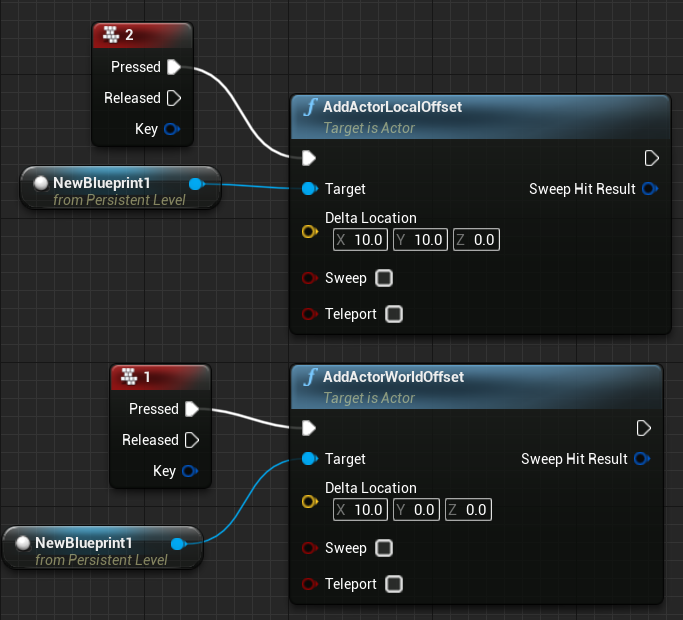 2
Pressed
Released
Key
NewBlueprint1
from Persistent Level
f AddActorLocalOffset
Target is Actor
Target Sweep Hit Result
Delta Location
X 10.0 Y 10.0 Z 0.0
Sweep
Teleport
1
Pressed
Released
Key
NewBlueprint1
from Persistent Level
f AddActorWorldOffset
Target is Actor
Target Sweep Hit Result
Delta Location
X 10.0 Y 0.0 Z 0.0
Sweep
Teleport